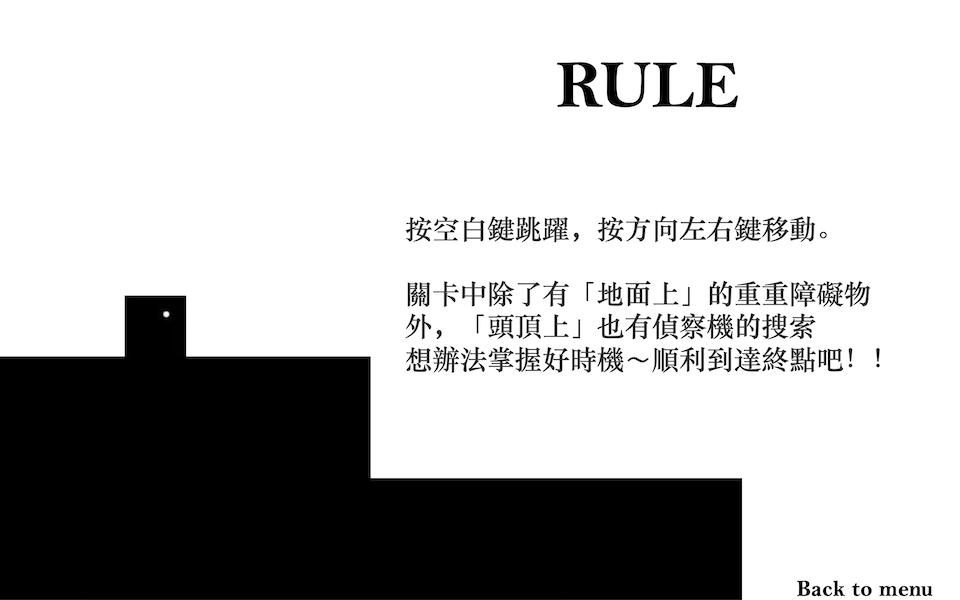 RULE
按空白鍵跳躍，按方向左右鍵移動。
關卡中除了有「地面上」的重重障礙物
外，「頭頂上」也有偵察機的搜索
想辦法掌握好時機～順利到達終點吧！！
Back to menu